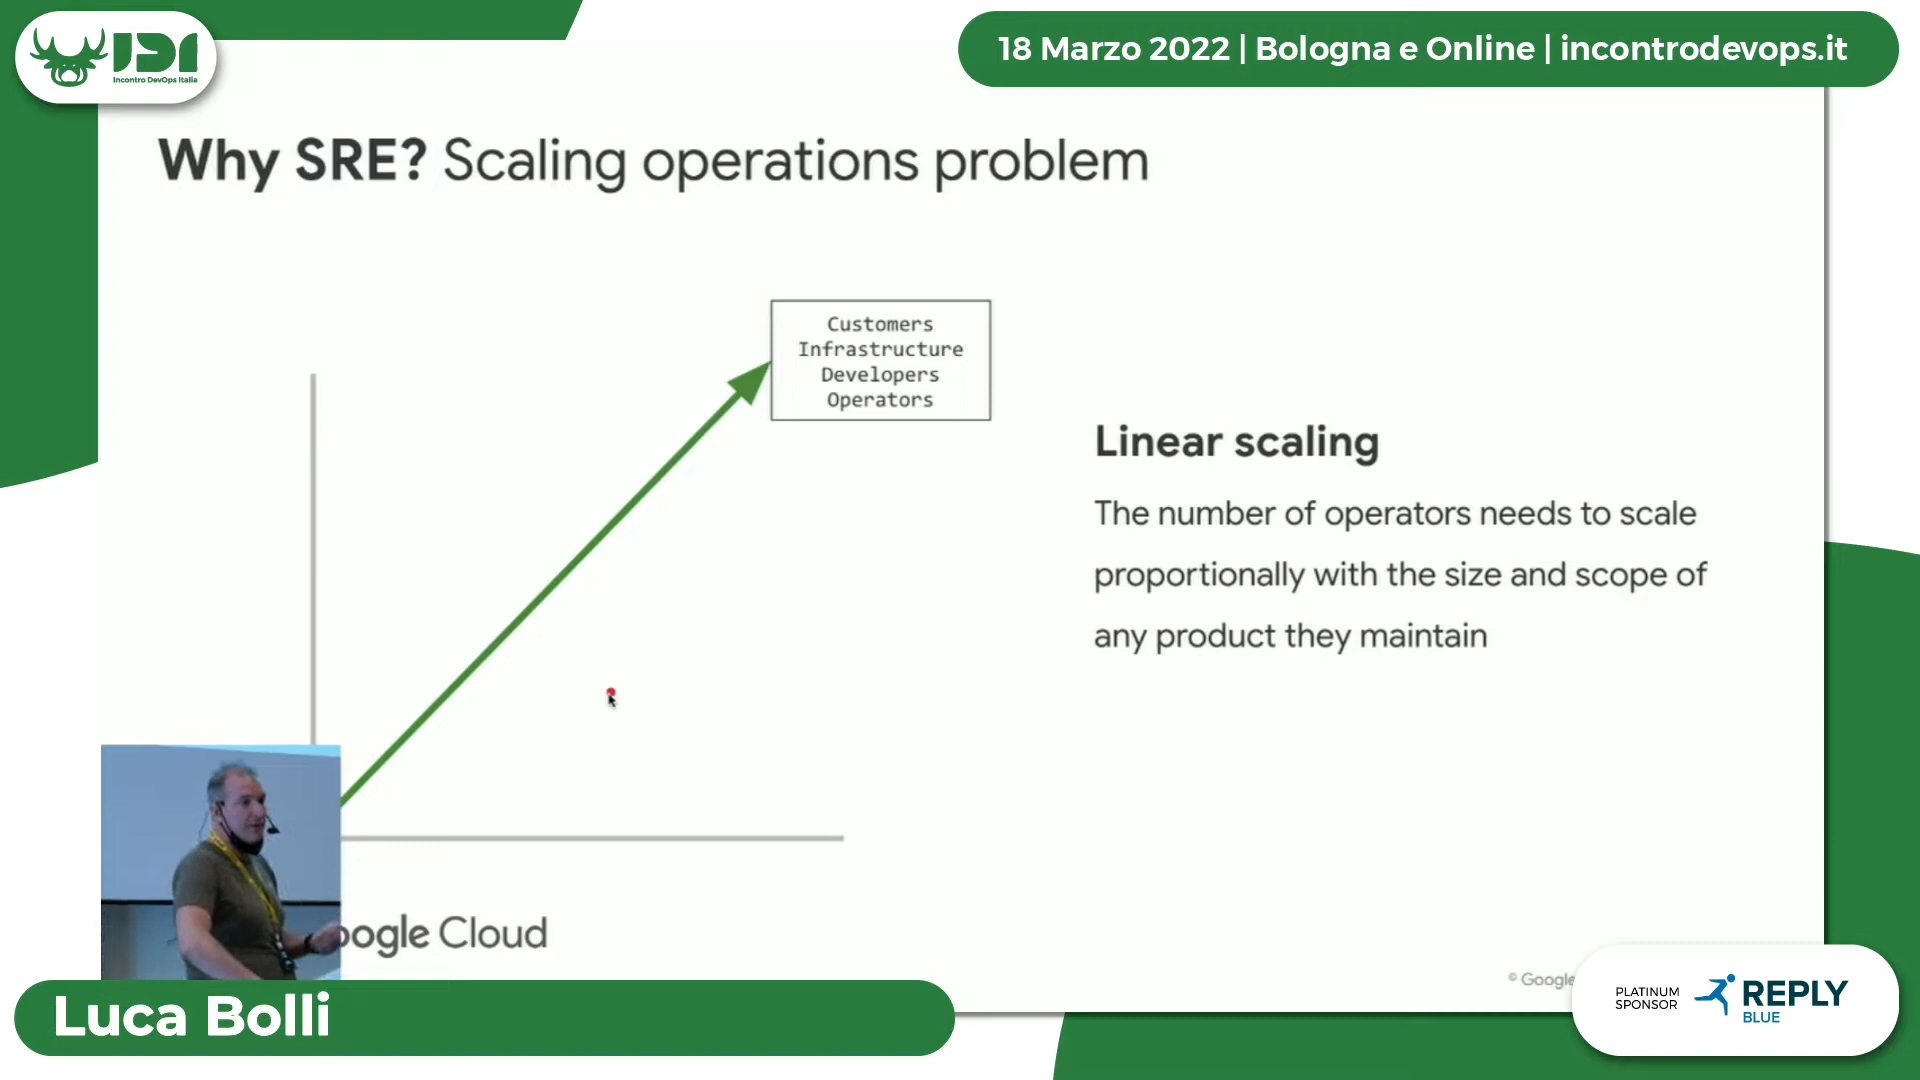 IDI
Incontro DevOps Italia
18 Marzo 2022 | Bologna e Online | incontrodevops.it
Why SRE? Scaling operations problem
Customers
Infrastructure
Developers
Operators
Linear scaling
The number of operators needs to scale
proportionally with the size and scope of
any product they maintain
oogle Cloud
© Google
Luca Bolli
PLATINUM
SPONSOR
REPLY
BLUE